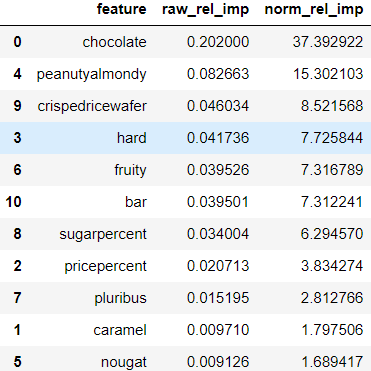 feature raw_rel_imp norm_rel_imp
0 chocolate 0.202000 37.392922
4 peanutyalmondy 0.082663 15.302103
9 crispedricewafer 0.046034 8.521568
3 hard 0.041736 7.725844
6 fruity 0.039526 7.316789
10 bar 0.039501 7.312241
8 sugarpercent 0.034004 6.294570
2 pricepercent 0.020713 3.834274
7 pluribus 0.015195 2.812766
1 caramel 0.009710 1.797506
5 nougat 0.009126 1.689417